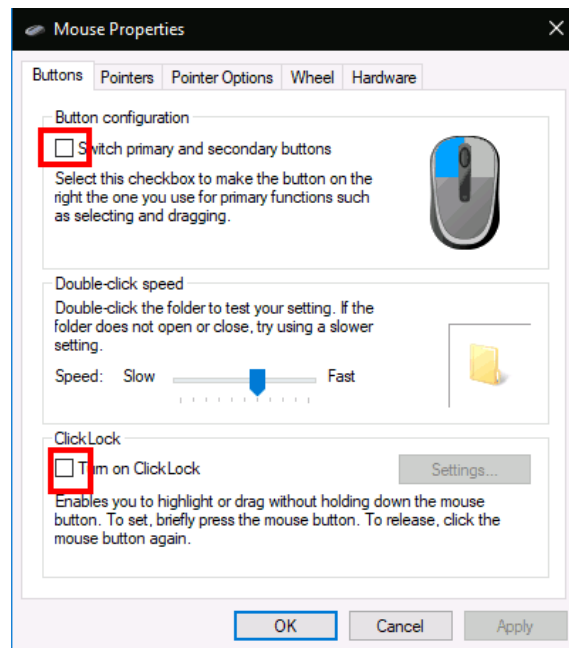 Mouse Properties
Buttons Pointers Pointer Options Wheel Hardware
Button configuration
Switch primary and secondary buttons
Select this checkbox to make the button on the
right the one you use for primary functions such
as selecting and dragging.
Double-click speed
Double-click the folder to test your setting. If the
folder does not open or close, try using a slower
setting.
Speed: Slow Fast
ClickLock
Turn on ClickLock Settings...
Enables you to highlight or drag without holding down the mouse
button. To set, briefly press the mouse button. To release, click the
mouse button again.
OK Cancel Apply